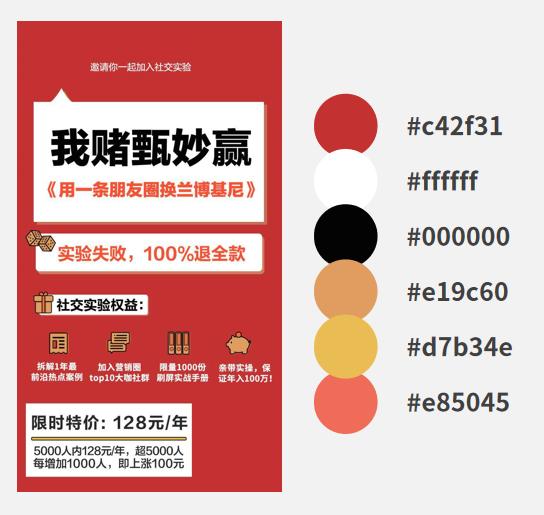 邀请你一起加入社交实验
我赌甄妙赢
《用一条朋友圈换兰博基尼》
实验失败，100%退全款
社交实验权益：
拆解1年最
前沿热点案例
加入营销圈
top10大咖社群
限量1000份
刷屏实战手册
亲带实操，保
证年入100万！
限时特价：128元/年
5000人内128元/年，超5000人
每增加1000人，即上涨100元
#c42f31
#ffffff
#000000
#e19c60
#d7b34e
#e85045